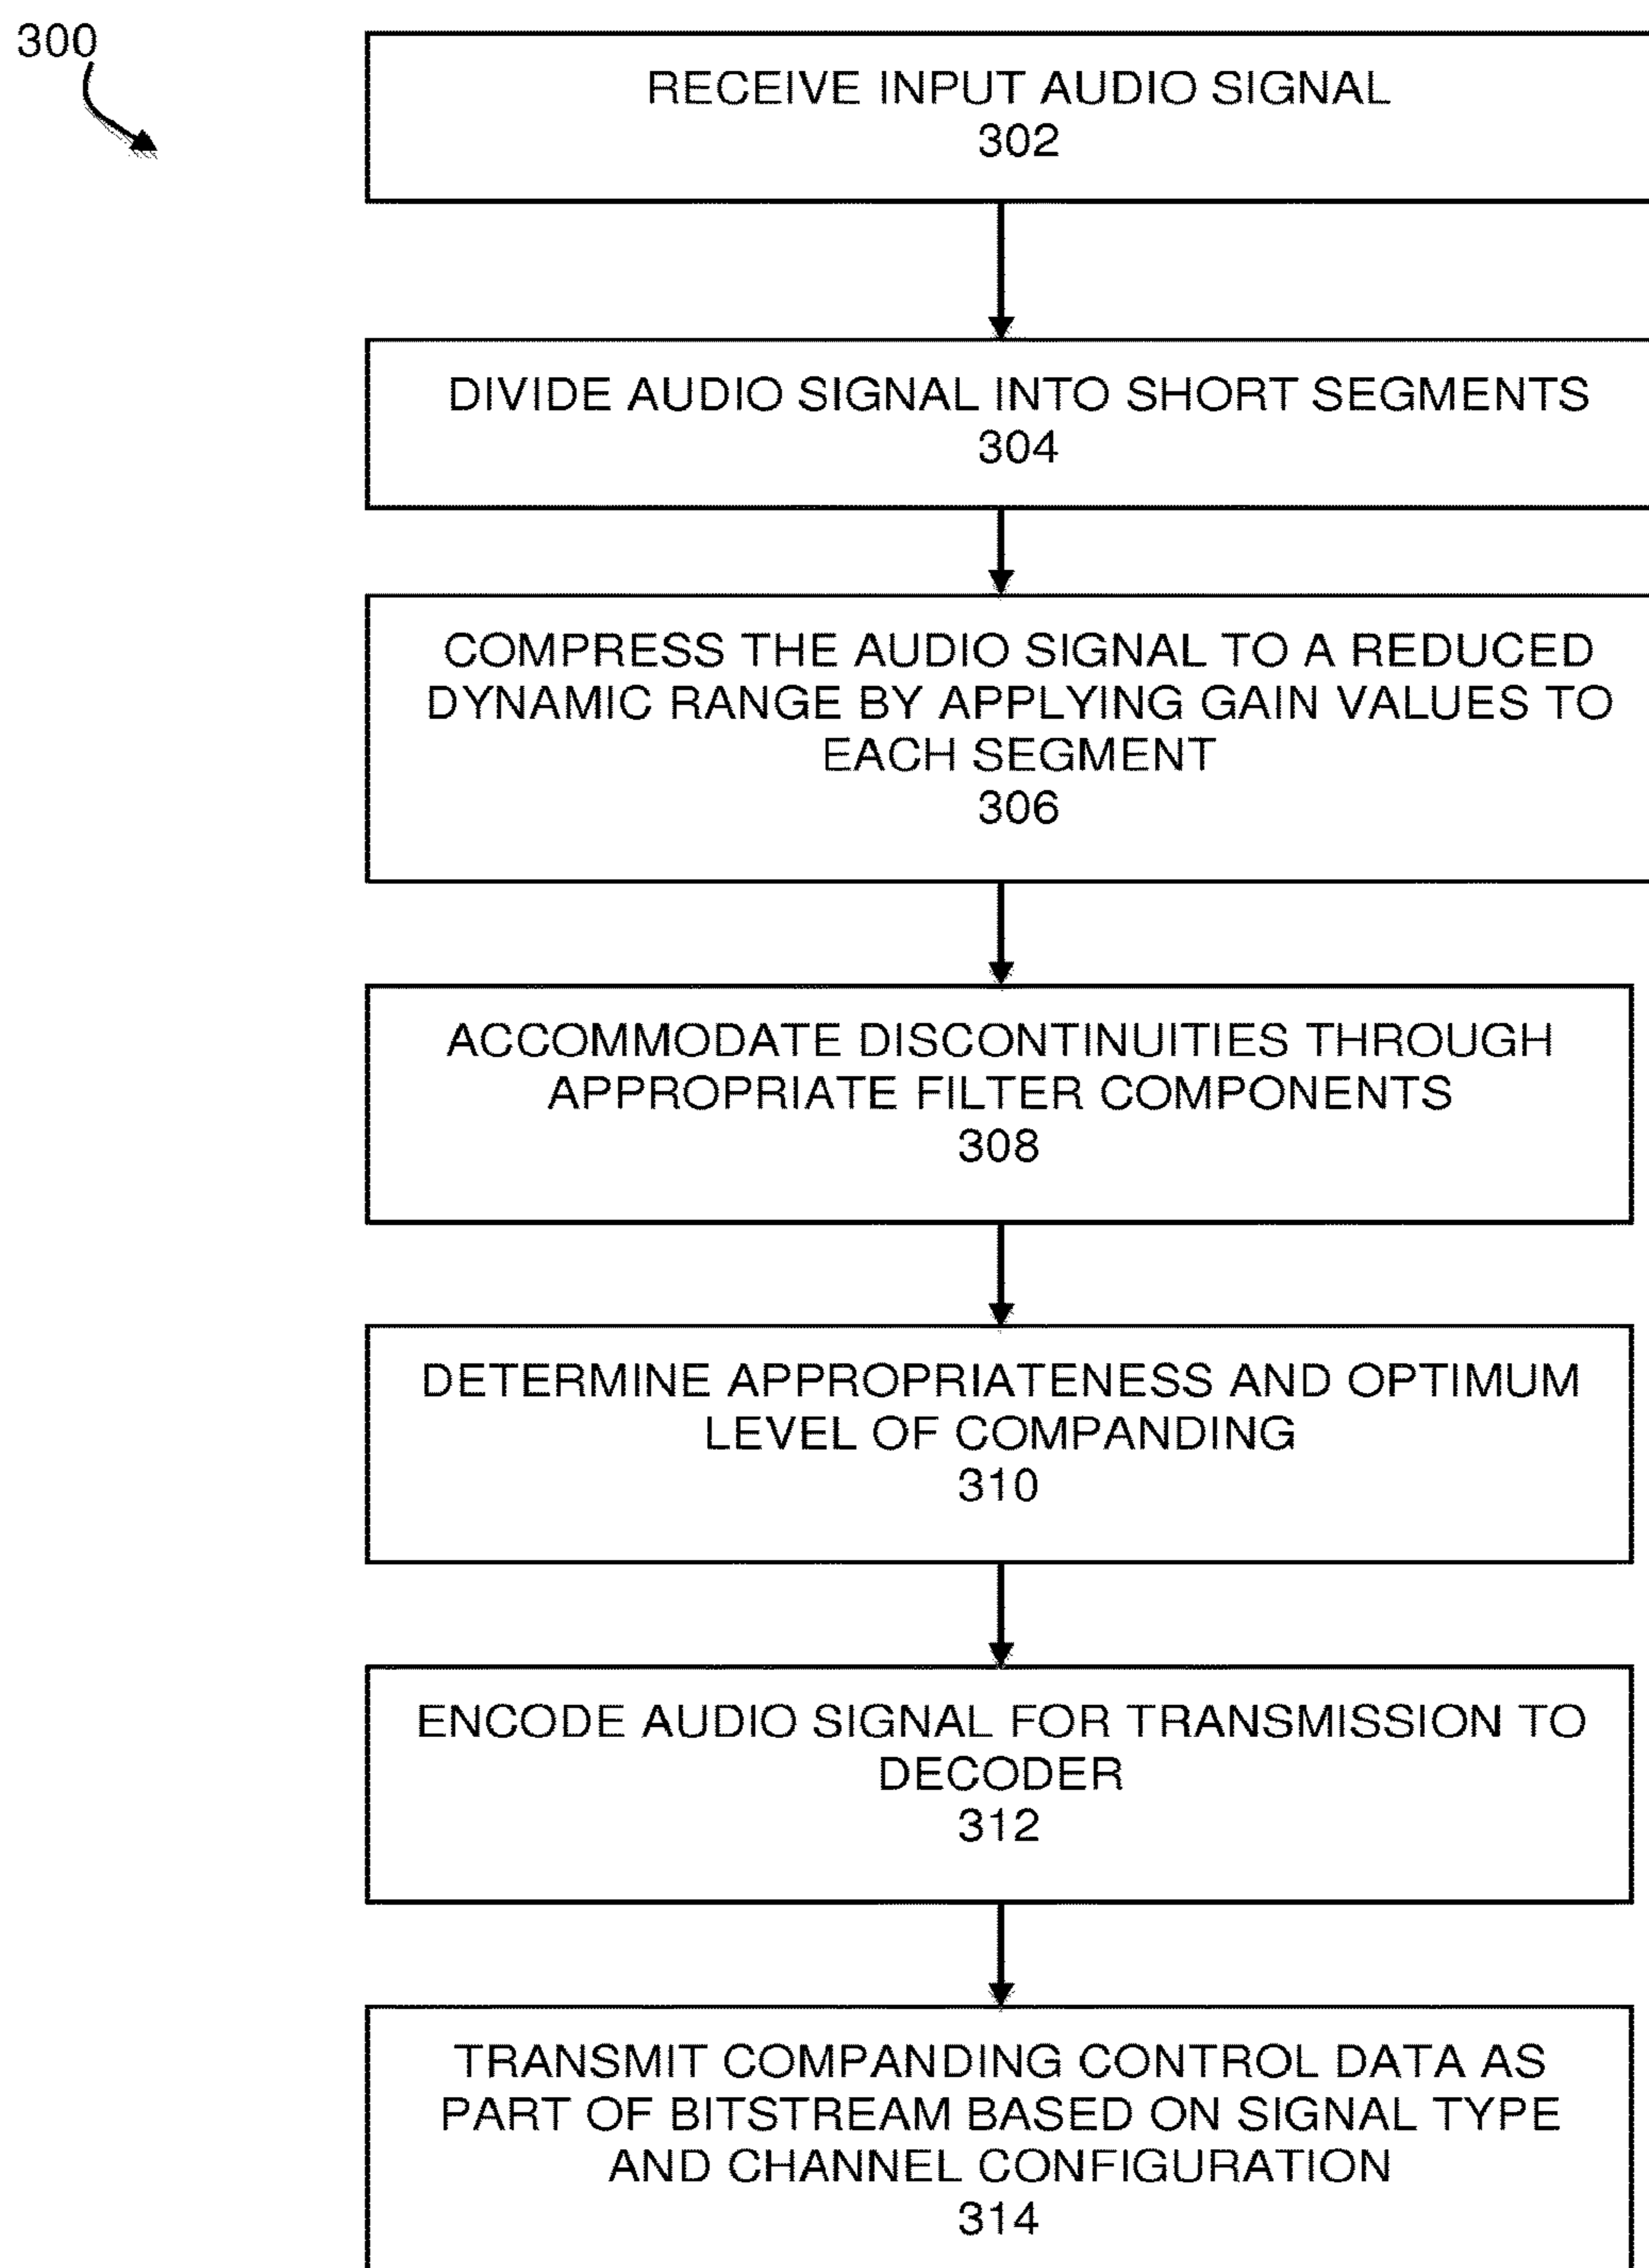 300
RECEIVE INPUT AUDIO SIGNAL
302
DIVIDE AUDIO SIGNAL INTO SHORT SEGMENTS
304
COMPRESS THE AUDIO SIGNAL TO A REDUCED
DYNAMIC RANGE BY APPLYING GAIN VALUES TO
EACH SEGMENT
306
ACCOMMODATE DISCONTINUITIES THROUGH
APPROPRIATE FILTER COMPONENTS
308
DETERMINE APPROPRIATENESS AND OPTIMUM
LEVEL OF COMPANDING
310
ENCODE AUDIO SIGNAL FOR TRANSMISSION TO
DECODER
312
TRANSMIT COMPANDING CONTROL DATA AS
PART OF BITSTREAM BASED ON SIGNAL TYPE
AND CHANNEL CONFIGURATION
314